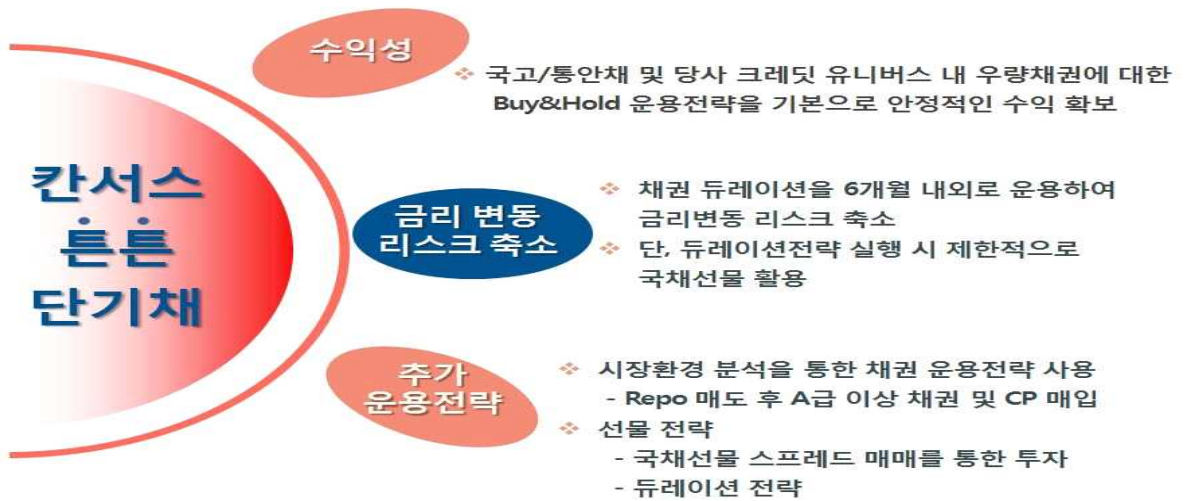 칸서스
튼튼
단기채
수익성
❖ 국고/통안채 및 당사 크레딧 유니버스 내 우량채권에 대한
Buy&Hold 운용전략을 기본으로 안정적인 수익 확보
금리 변동
리스크 축소
❖ 채권 듀레이션을 6개월 내외로 운용하여
금리변동 리스크 축소
❖ 단, 듀레이션전략 실행 시 제한적으로
국채선물 활용
추가
운용전략
❖ 시장환경 분석을 통한 채권 운용전략 사용
- Repo 매도 후 A급 이상 채권 및 CP 매입
❖ 선물 전략
- 국채선물 스프레드 매매를 통한 투자
- 듀레이션 전략